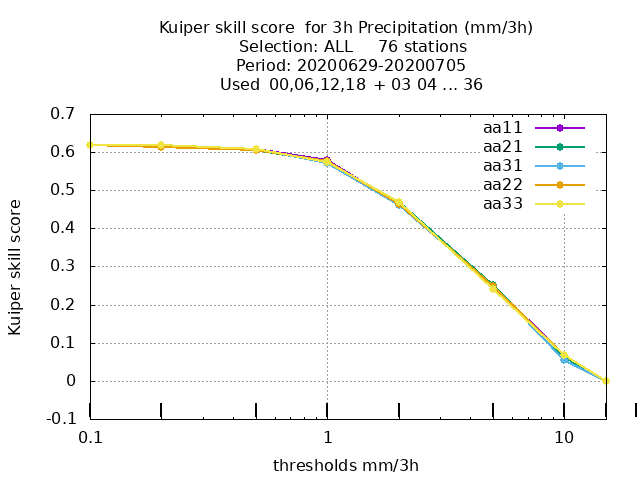 Kuiper skill score  for 3h Precipitation (mm/3h)
Selection: ALL     76 stations
Period: 20200629-20200705
Used  00,06,12,18  + 03 04 ... 36
0.7
0.6
0.5
0.4
0.3
0.2
0.1
0
-0.1
Kuiper skill score
aa11
aa21
aa31
aa22
aa33
0.1 1 10
thresholds mm/3h